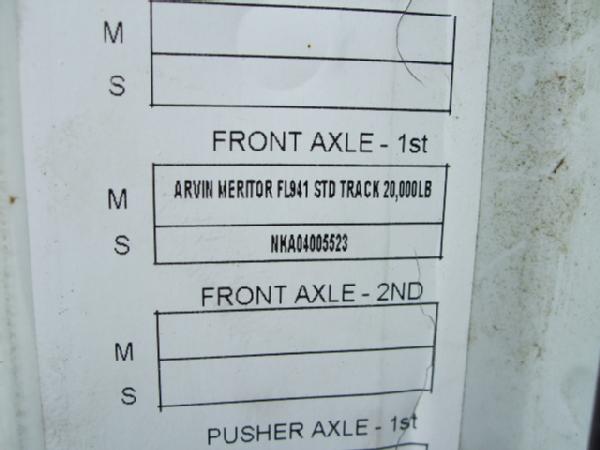 M
S
FRONT AXLE - 1st
M ARVIN MERITOR FL941 STD TRACK 20,000LB
S NKA04005523
FRONT AXLE - 2ND
M
S
PUSHER AXLE - 1st